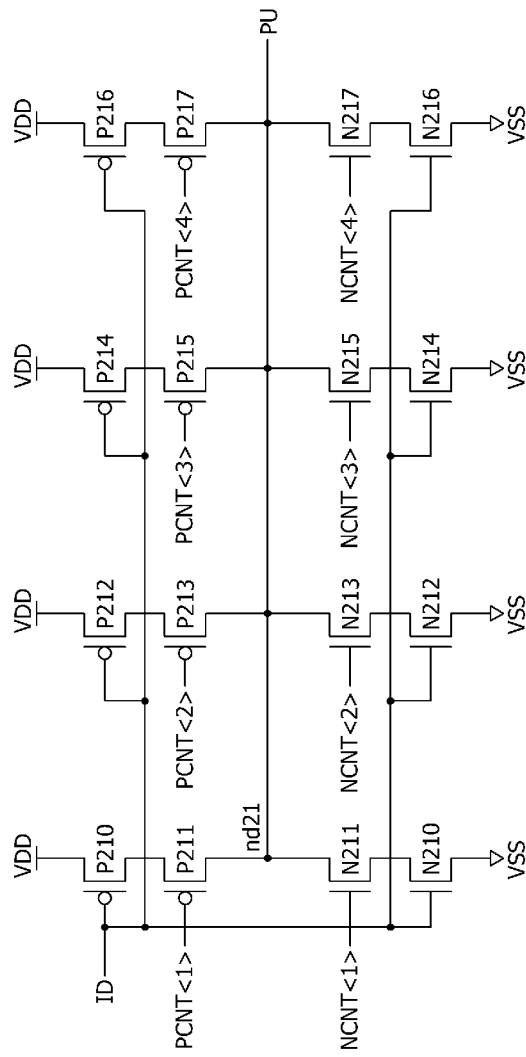 VDD VDD VDD VDD
P210 P212 P214 P216
ID
P211 P213 P215 P217
PCNT<1> PCNT<2> PCNT<3> PCNT<4>
nd21 PU
N211 N213 N215 N217
NCNT<1> NCNT<2> NCNT<3> NCNT<4>
N210 N212 N214 N216
VSS VSS VSS VSS